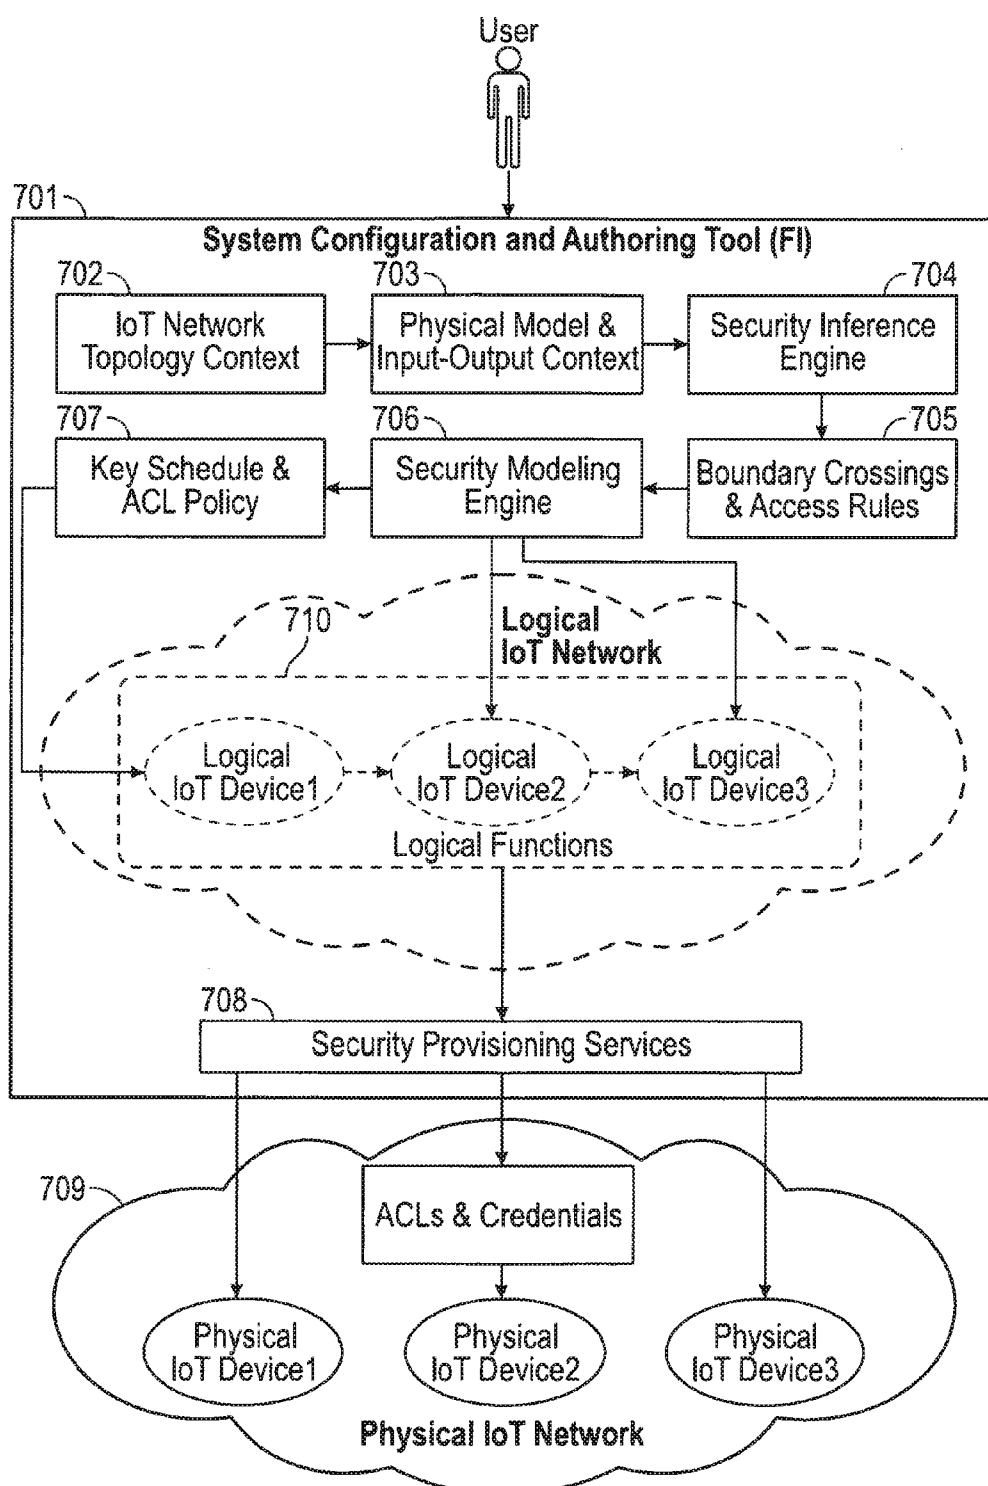 User
701
System Configuration and Authoring Tool (FI)
702
IoT Network
Topology Context
703
Physical Model &
Input-Output Context
704
Security Inference
Engine
707
Key Schedule &
ACL Policy
706
Security Modeling
Engine
705
Boundary Crossings
& Access Rules
710
Logical
IoT Network
Logical
IoT Device1
Logical
IoT Device2
Logical
IoT Device3
Logical Functions
708
Security Provisioning Services
709
ACLs & Credentials
Physical
IoT Device1
Physical
IoT Device2
Physical
IoT Device3
Physical IoT Network